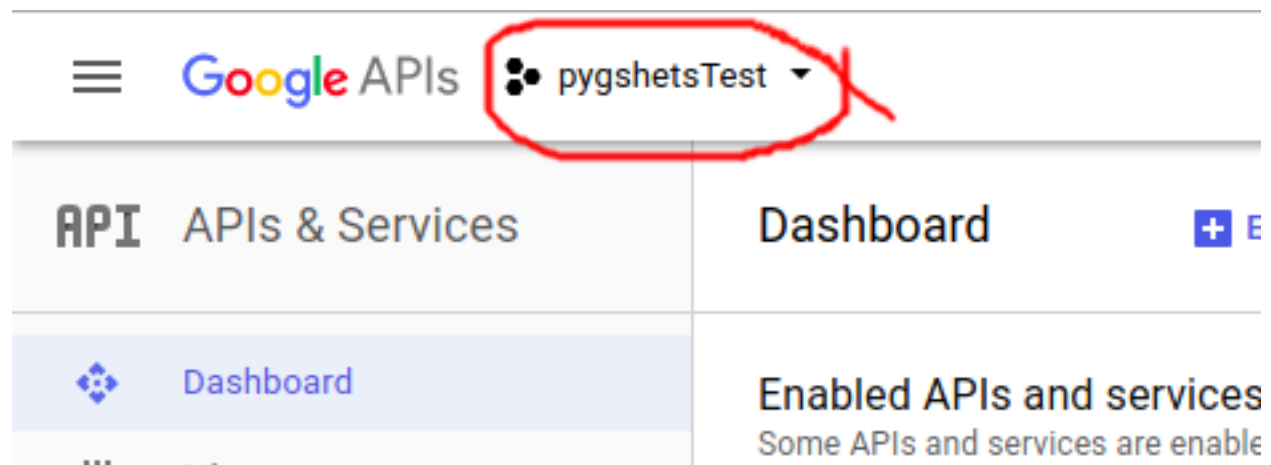 Google APIs pygshetsTest
API APIs & Services
Dashboard
Dashboard
Enabled APIs and services
Some APIs and services are enable